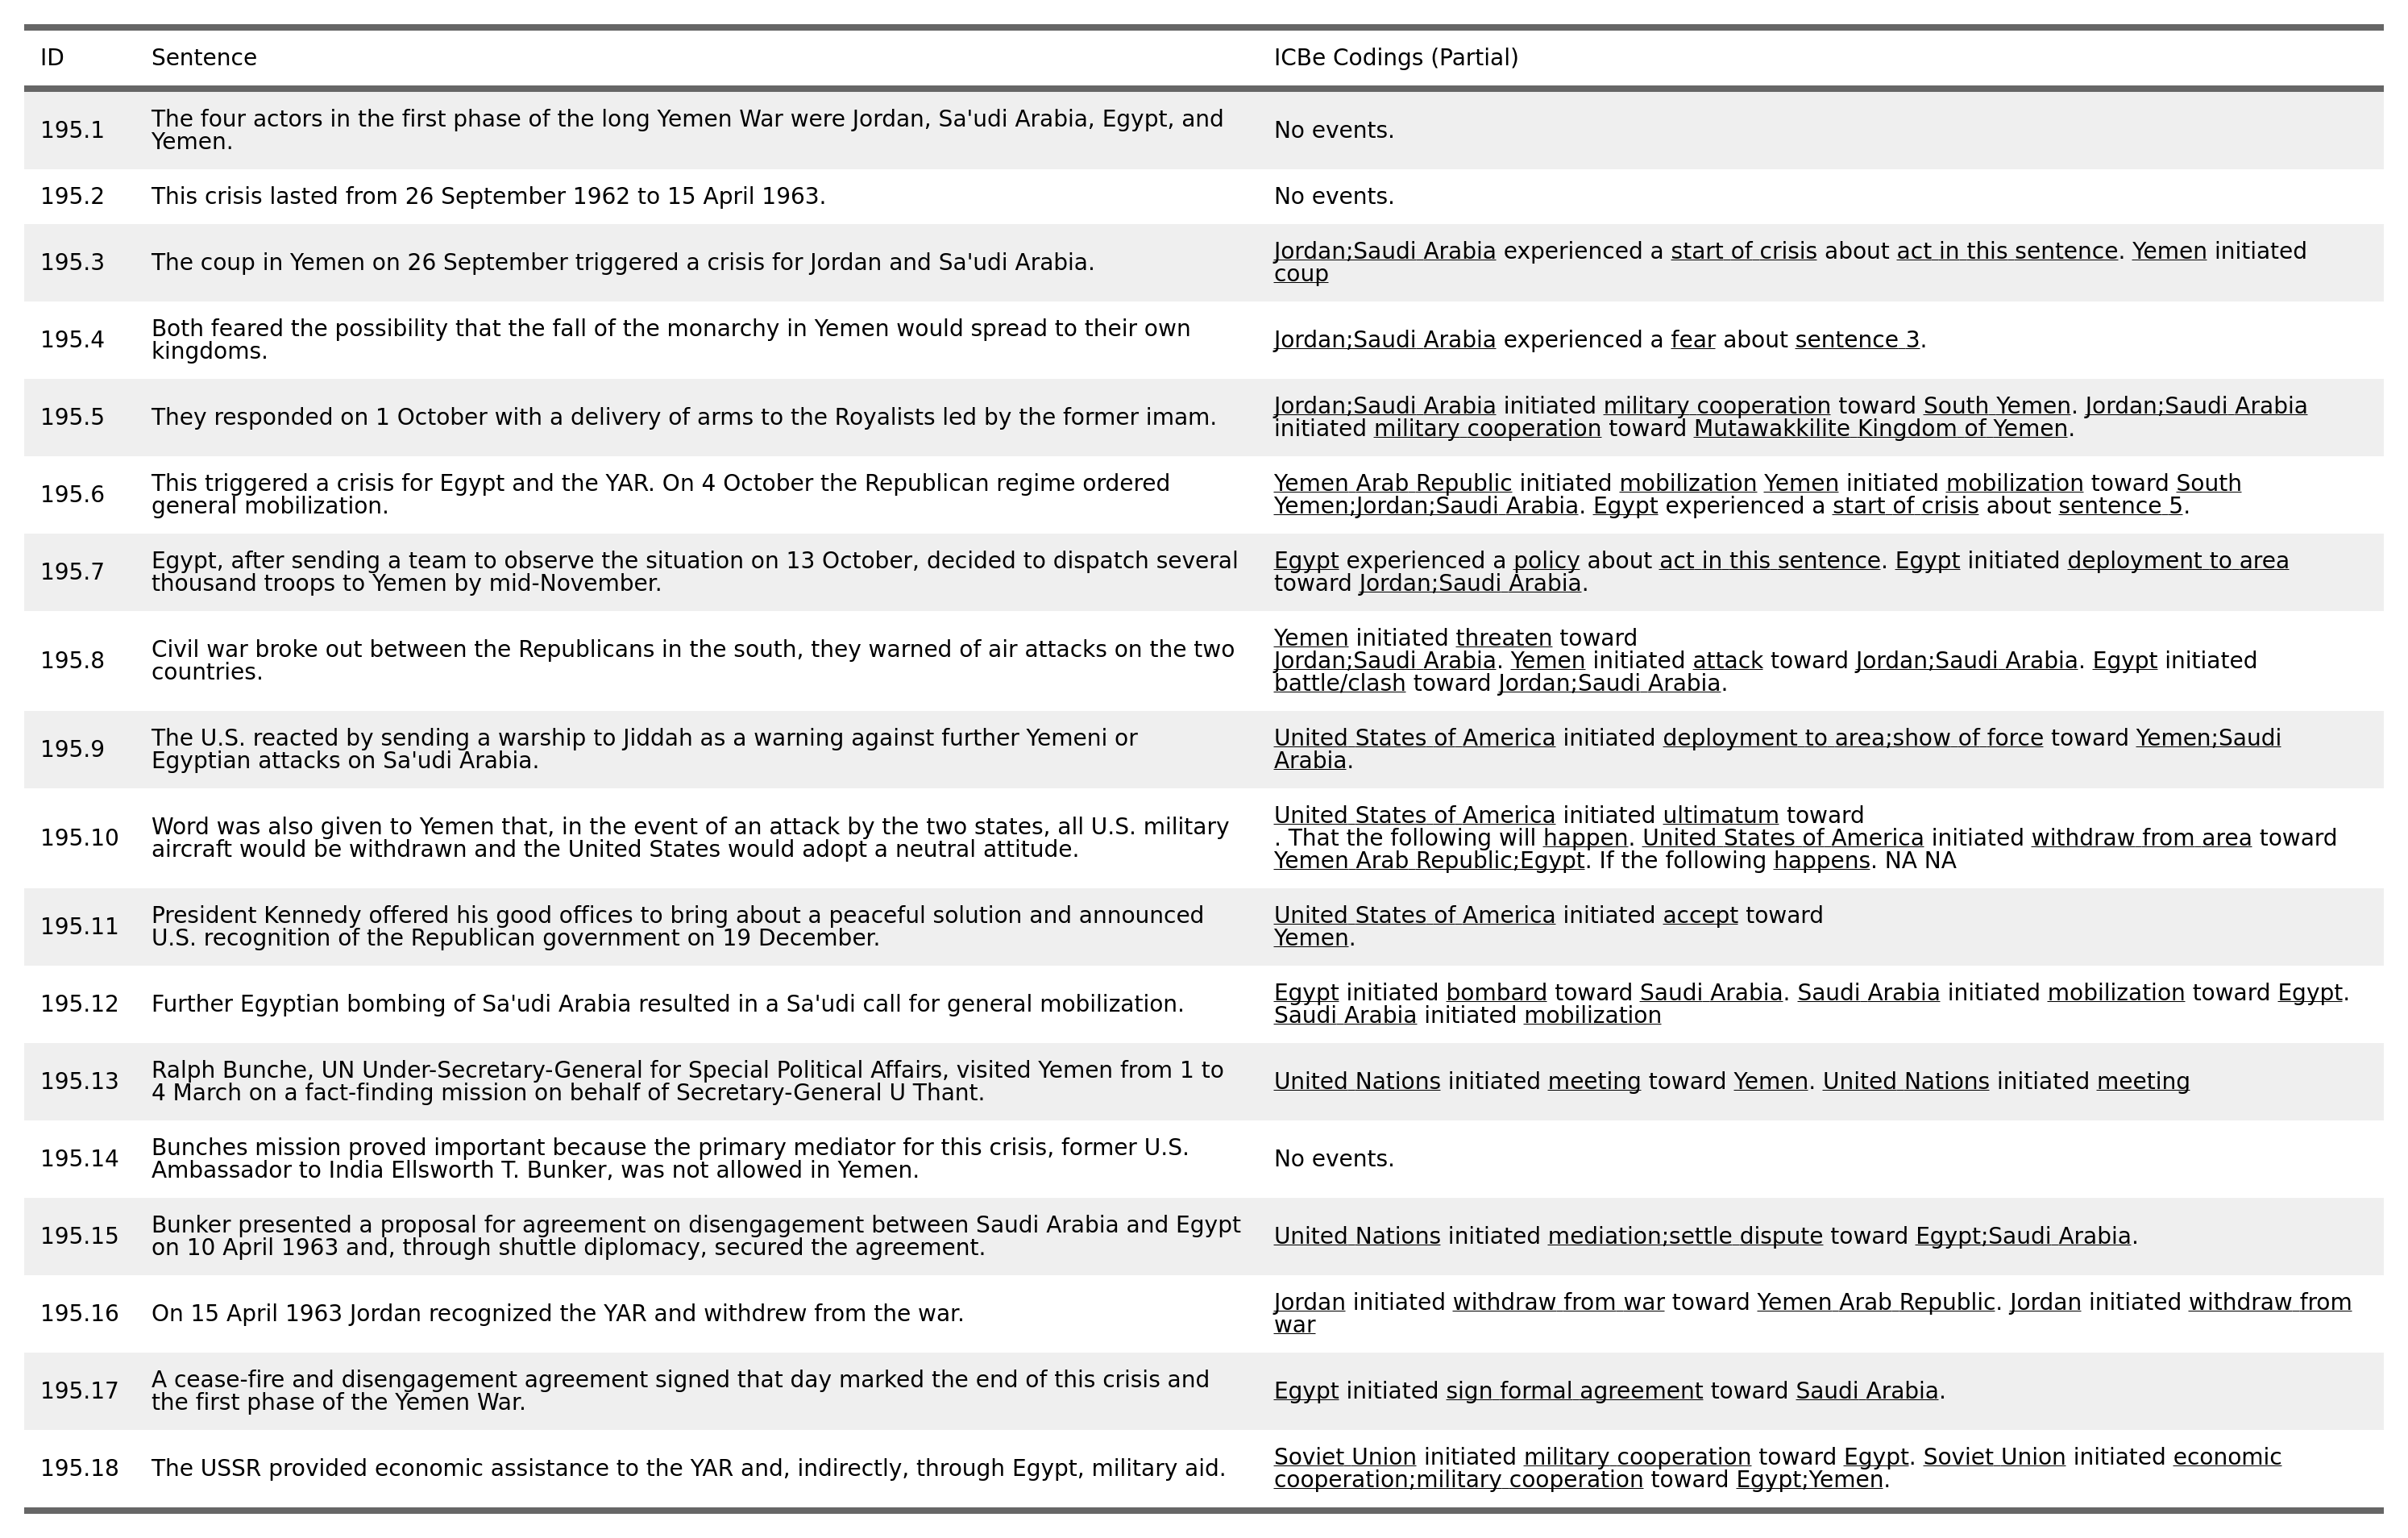 ID Sentence ICBe Codings (Partial)
195.1 The four actors in the first phase of the long Yemen War were Jordan, Sa'udi Arabia, Egypt, and
Yemen.
No events.
195.2 This crisis lasted from 26 September 1962 to 15 April 1963. No events.
195.3 The coup in Yemen on 26 September triggered a crisis for Jordan and Sa'udi Arabia.
Jordan;Saudi Arabia experienced a start of crisis about act in this sentence. Yemen initiated
coup
195.4 Both feared the possibility that the fall of the monarchy in Yemen would spread to their own
kingdoms.
Jordan;Saudi Arabia experienced a fear about sentence 3.
195.5 They responded on 1 October with a delivery of arms to the Royalists led by the former imam.
Jordan;Saudi Arabia initiated military cooperation toward South Yemen. Jordan;Saudi Arabia
initiated military cooperation toward Mutawakkilite Kingdom of Yemen.
195.6 This triggered a crisis for Egypt and the YAR. On 4 October the Republican regime ordered
general mobilization.
Yemen Arab Republic initiated mobilization Yemen initiated mobilization toward South
Yemen;Jordan;Saudi Arabia. Egypt experienced a start of crisis about sentence 5.
195.7 Egypt, after sending a team to observe the situation on 13 October, decided to dispatch several
thousand troops to Yemen by mid-November.
Egypt experienced a policy about act in this sentence. Egypt initiated deployment to area
toward Jordan;Saudi Arabia.
195.8 Civil war broke out between the Republicans in the south, they warned of air attacks on the two
countries.
Yemen initiated threaten toward
Jordan;Saudi Arabia. Yemen initiated attack toward Jordan;Saudi Arabia. Egypt initiated
battle/clash toward Jordan;Saudi Arabia.
195.9 The U.S. reacted by sending a warship to Jiddah as a warning against further Yemeni or
Egyptian attacks on Sa'udi Arabia.
United States of America initiated deployment to area;show of force toward Yemen;Saudi
Arabia.
195.10 Word was also given to Yemen that, in the event of an attack by the two states, all U.S. military
aircraft would be withdrawn and the United States would adopt a neutral attitude.
United States of America initiated ultimatum toward
. That the following will happen. United States of America initiated withdraw from area toward
Yemen Arab Republic;Egypt. If the following happens. NA NA
195.11 President Kennedy offered his good offices to bring about a peaceful solution and announced
U.S. recognition of the Republican government on 19 December.
United States of America initiated accept toward
Yemen.
195.12 Further Egyptian bombing of Sa'udi Arabia resulted in a Sa'udi call for general mobilization.
Egypt initiated bombard toward Saudi Arabia. Saudi Arabia initiated mobilization toward Egypt.
Saudi Arabia initiated mobilization
195.13 Ralph Bunche, UN Under-Secretary-General for Special Political Affairs, visited Yemen from 1 to
4 March on a fact-finding mission on behalf of Secretary-General U Thant.
United Nations initiated meeting toward Yemen. United Nations initiated meeting
195.14 Bunches mission proved important because the primary mediator for this crisis, former U.S.
Ambassador to India Ellsworth T. Bunker, was not allowed in Yemen.
No events.
195.15 Bunker presented a proposal for agreement on disengagement between Saudi Arabia and Egypt
on 10 April 1963 and, through shuttle diplomacy, secured the agreement.
United Nations initiated mediation;settle dispute toward Egypt;Saudi Arabia.
195.16 On 15 April 1963 Jordan recognized the YAR and withdrew from the war.
Jordan initiated withdraw from war toward Yemen Arab Republic. Jordan initiated withdraw from
war
195.17 A cease-fire and disengagement agreement signed that day marked the end of this crisis and
the first phase of the Yemen War.
Egypt initiated sign formal agreement toward Saudi Arabia.
195.18 The USSR provided economic assistance to the YAR and, indirectly, through Egypt, military aid.
Soviet Union initiated military cooperation toward Egypt. Soviet Union initiated economic
cooperation;military cooperation toward Egypt;Yemen.